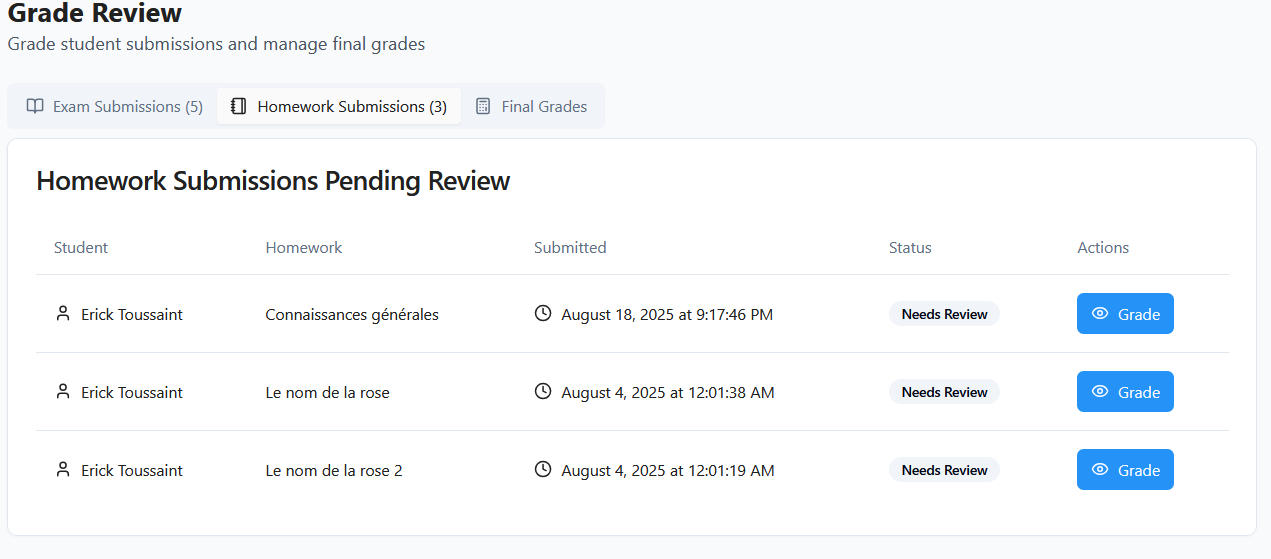 Grade Review
Grade student submissions and manage final grades
Exam Submissions (5) Homework Submissions (3) Final Grades
Homework Submissions Pending Review
Student Homework Submitted Status Actions
Erick Toussaint Connaissances générales August 18, 2025 at 9:17:46 PM Needs Review Grade
Erick Toussaint Le nom de la rose August 4, 2025 at 12:01:38 AM Needs Review Grade
Erick Toussaint Le nom de la rose 2 August 4, 2025 at 12:01:19 AM Needs Review Grade